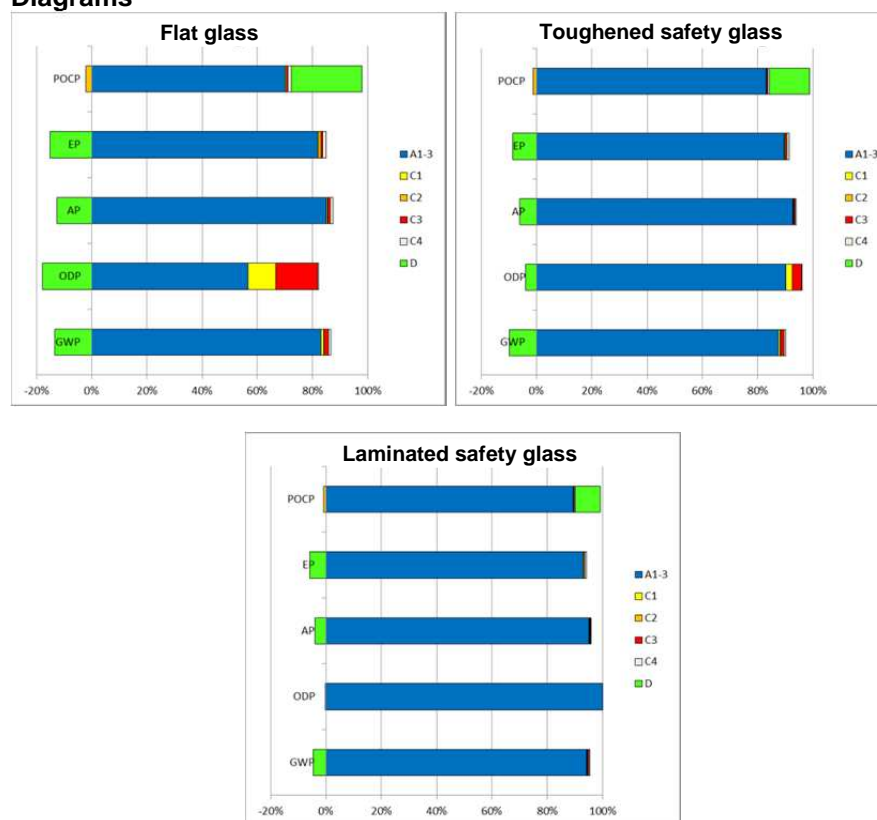 Diagrams
Flat glass
POCP
EP
AP
ODP
GWP
-20% 0% 20% 40% 60% 80% 100%
A1-3
C1
C2
C3
C4
D
Toughened safety glass
POCP
EP
AP
ODP
GWP
-20% 0% 20% 40% 60% 80% 100%
A1-3
C1
C2
C3
C4
D
Laminated safety glass
POCP
EP
AP
ODP
GWP
-20% 0% 20% 40% 60% 80% 100%
A1-3
C1
C2
C3
C4
D